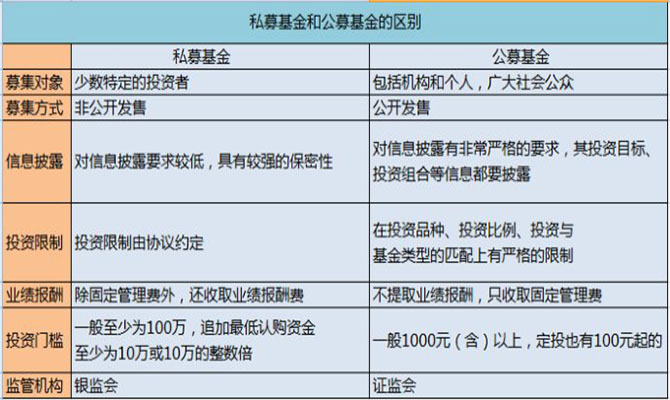 私募基金和公募基金的区别
私募基金 公募基金
募集对象 少数特定的投资者 包括机构和个人，广大社会公众
募集方式 非公开发售 公开发售
信息披露 对信息披露要求较低，具有较强的保密性 对信息披露有非常严格的要求，其投资目标、
投资组合等信息都要披露
投资限制 投资限制由协议约定 在投资品种、投资比例、投资与
基金类型的匹配上有严格的限制
业绩报酬 除固定管理费外，还收取业绩报酬费 不提取业绩报酬，只收取固定管理费
投资门槛 一般至少为100万，追加最低认购资金
至少为10万或10万的整数倍 一般1000元（含）以上，定投也有100元起的
监管机构 银监会 证监会